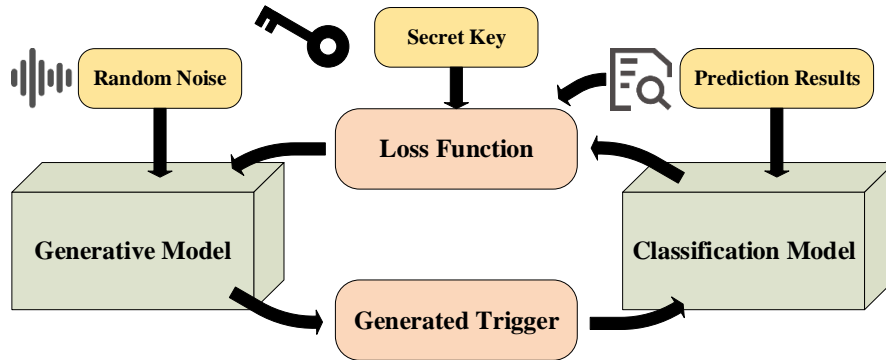 Secret Key
Random Noise
Prediction Results
Loss Function
Generative Model
Classification Model
Generated Trigger